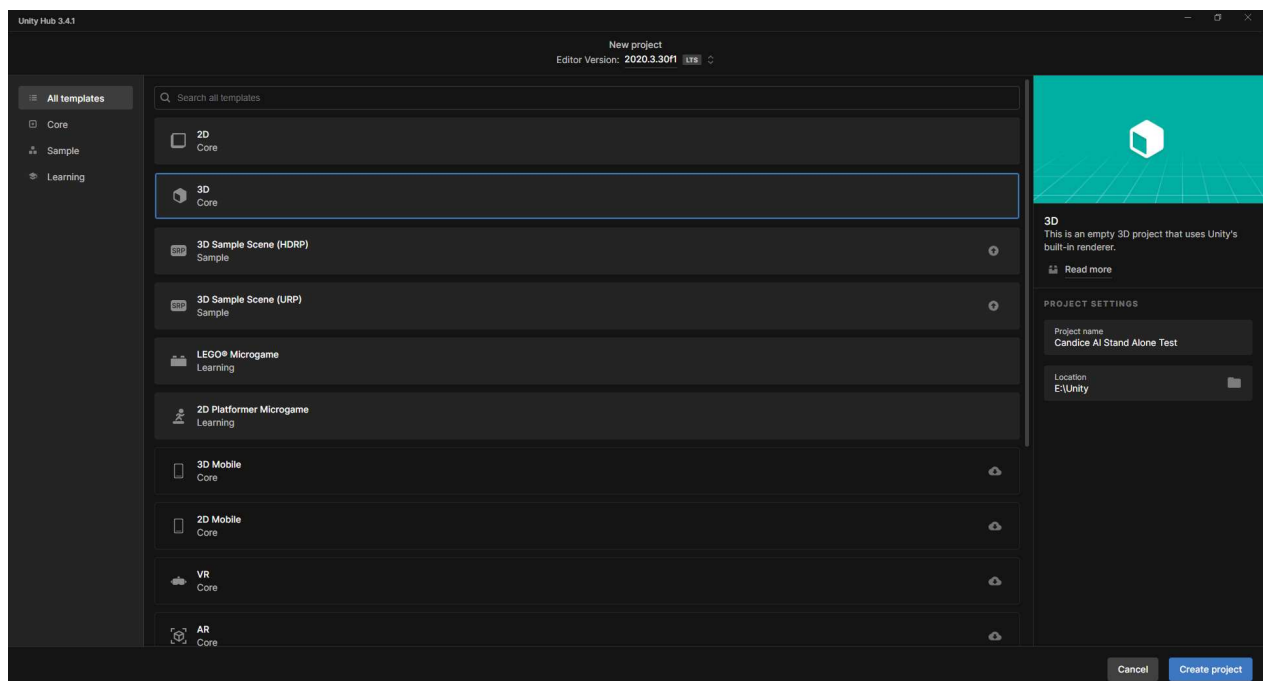 Unity Hub 3.4.1
New project
Editor Version: 2020.3.30f1 LTS
All templates
Core
Sample
Learning
Search all templates
2D
Core
3D
Core
SRP
3D Sample Scene (HDRP)
Sample
SRP
3D Sample Scene (URP)
Sample
LEGO® Microgame
Learning
2D Platformer Microgame
Learning
3D Mobile
Core
2D Mobile
Core
VR
Core
AR
Core
3D
This is an empty 3D project that uses Unity's
built-in renderer.
Read more
PROJECT SETTINGS
Project name
Candice AI Stand Alone Test
Location
E:\Unity
Cancel
Create project